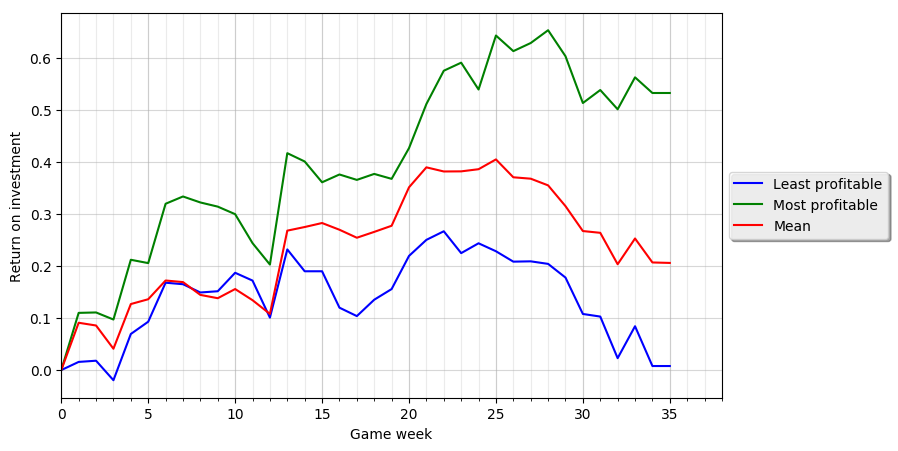 0.6
0.5
0.4
0.3
0.2
0.1
0.0
Return on investment
0 5 10 15 20 25 30 35
Game week
Least profitable
Most profitable
Mean